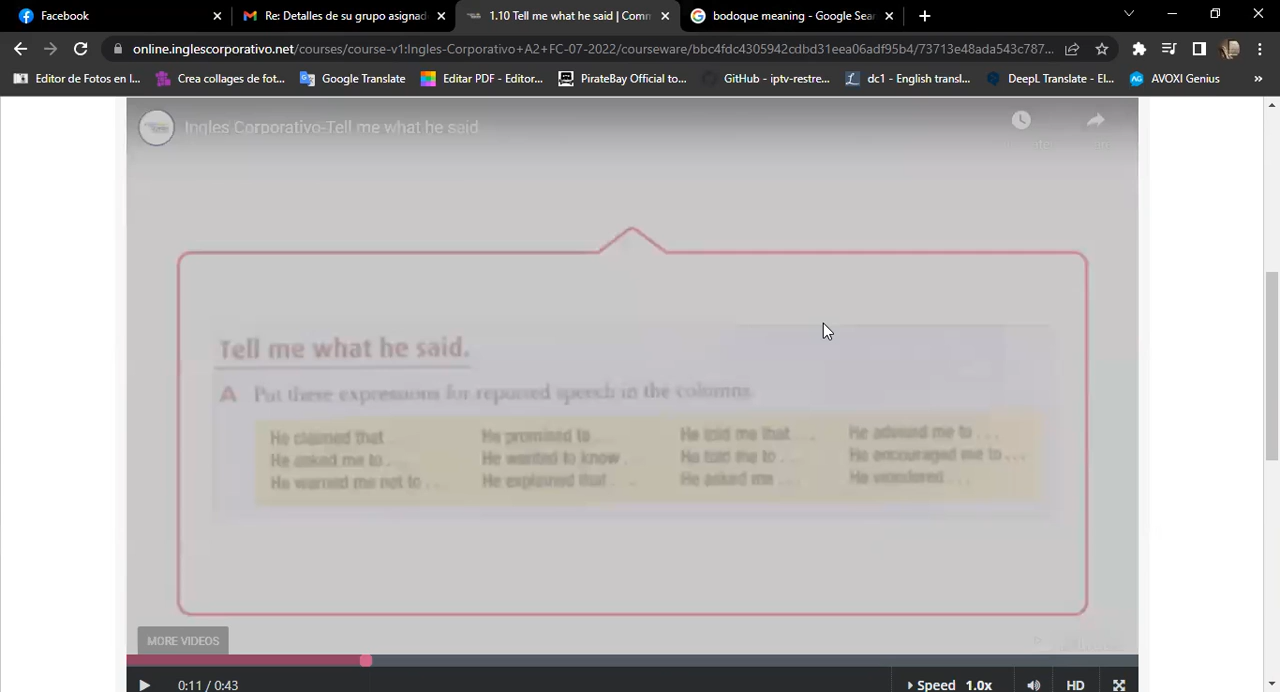 Facebook
Re: Detalles de su grupo asignad
1.10 Tell me what he said | Comm
bodoque meaning - Google Sear
online.inglescorporativo.net/courses/course-v1:Ingles-Corporativo+A2+FC-07-2022/courseware/bbc4fdc4305942cdbd31eea06adf95b4/73713e48ada543c787...
Editor de Fotos en l...
Crea collages de fot...
Google Translate
Editar PDF - Editor...
PirateBay Official to...
GitHub - iptv-restre...
dc1 - English transl...
DeepL Translate - El...
AVOXI Genius
»
Ingles Corporativo-Tell me what he said.
Tell me what he said.
A Put these expressions for reported speech in the columns.
He claimed that . . . He promised to . . . He told me that . . . He advised me to . . .
He asked me to . . . He wanted to know . . . He told me to . . . He encouraged me to . . .
He warned me not to . . . He explained that . . . He asked me . . . He wondered . . .
MORE VIDEOS
0:11 / 0:43
Speed 1.0x
HD